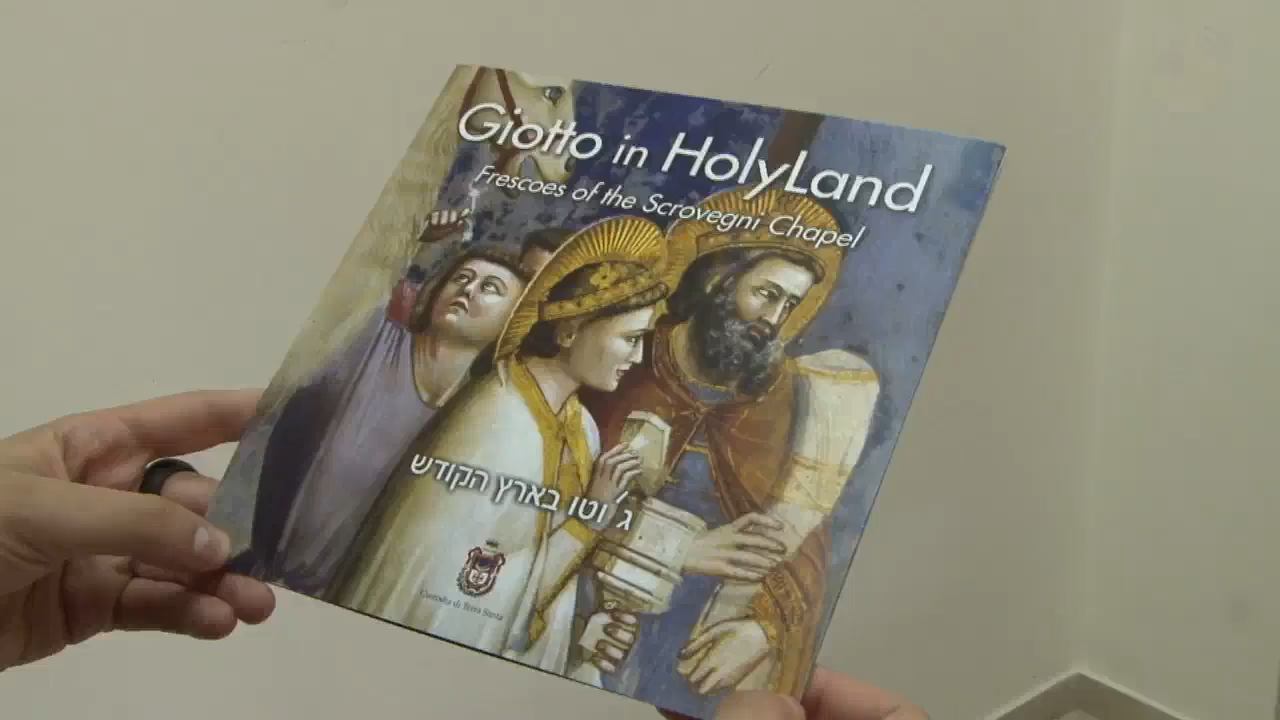 Giotto in HolyLand
Frescoes of the Scrovegni Chapel
ג׳וטו בארץ הקודש
Custodia di Terra Santa